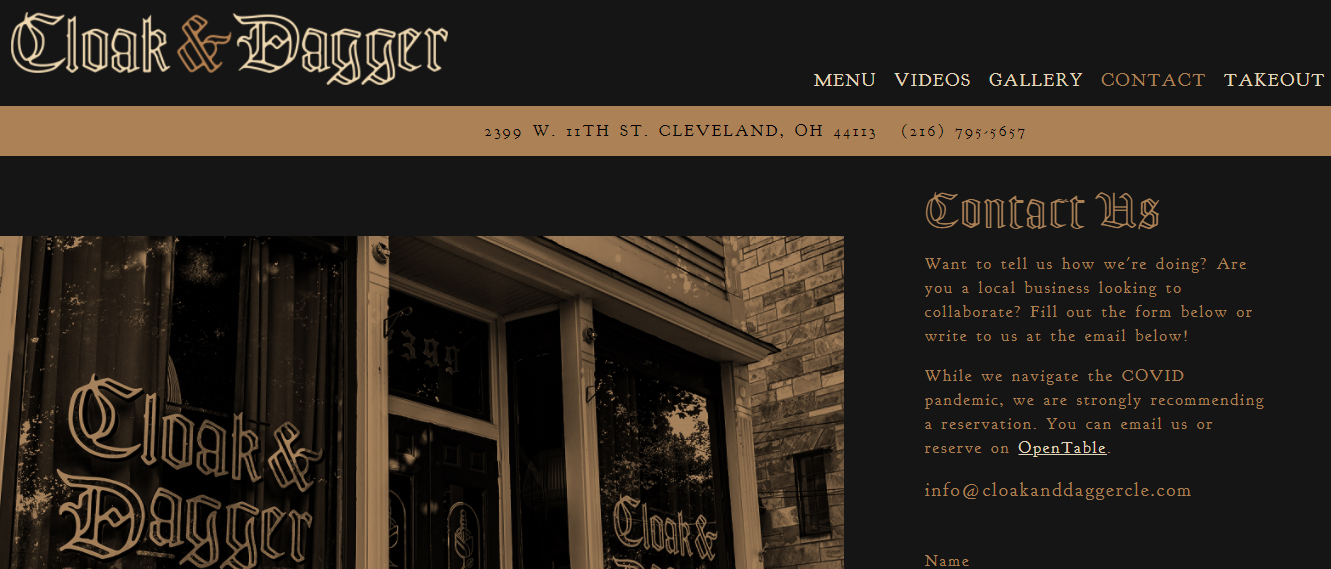 Cloak & Dagger
MENU VIDEOS GALLERY CONTACT TAKEOUT
2399 W. 11TH ST. CLEVELAND, OH 44113 (216) 795-5657
Contact Us
Want to tell us how we're doing? Are
you a local business looking to
collaborate? Fill out the form below or
write to us at the email below!
While we navigate the COVID
pandemic, we are strongly recommending
a reservation. You can email us or
reserve on OpenTable.
info@cloakanddaggercle.com
Name
2399
Cloak &
Dagger
Cloak &
Dagger